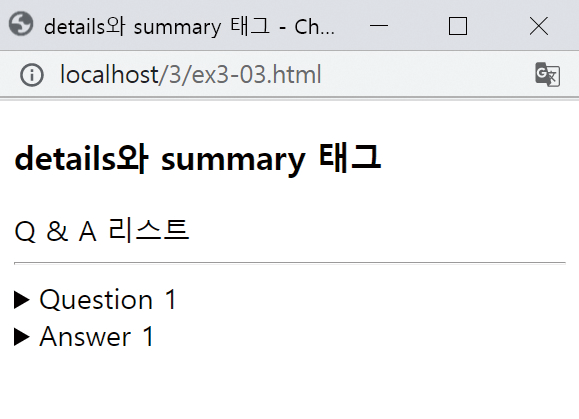 details와 summary 태그 - Ch...
localhost/3/ex3-03.html
details와 summary 태그
Q & A 리스트
Question 1
Answer 1